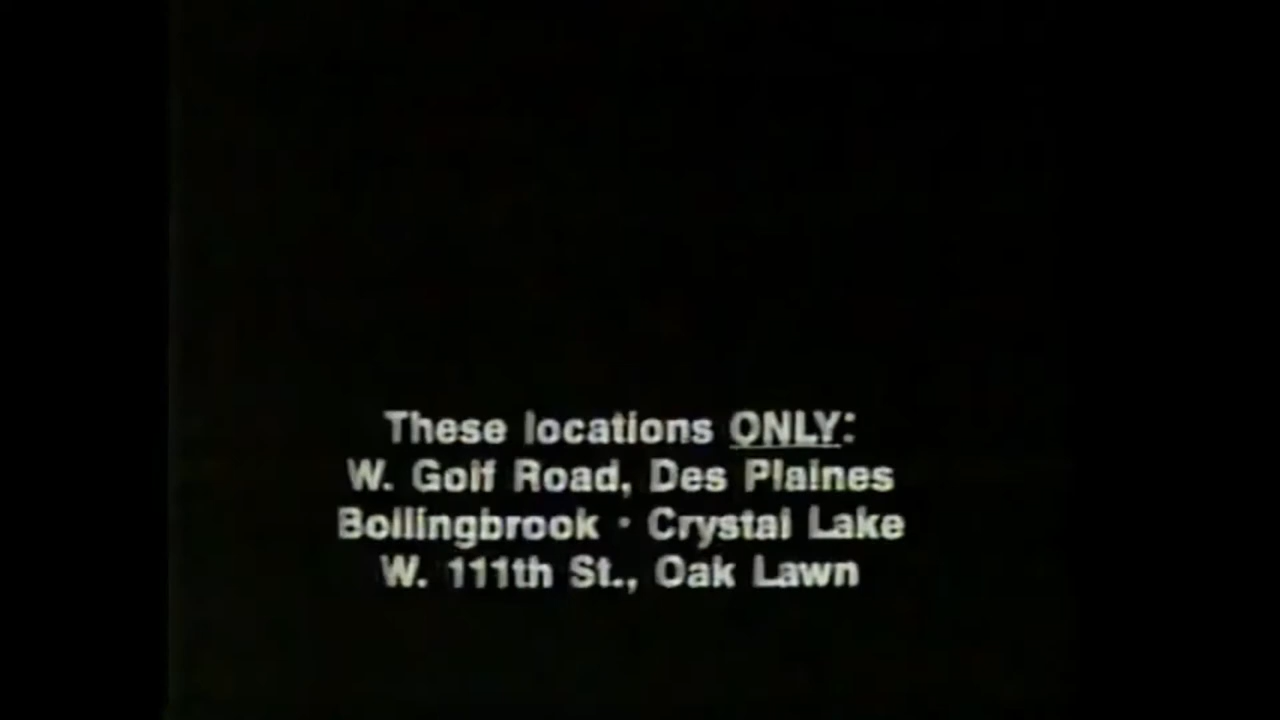 These locations ONLY:
W. Golf Road, Des Plaines
Bollingbrook · Crystal Lake
W. 111th St., Oak Lawn